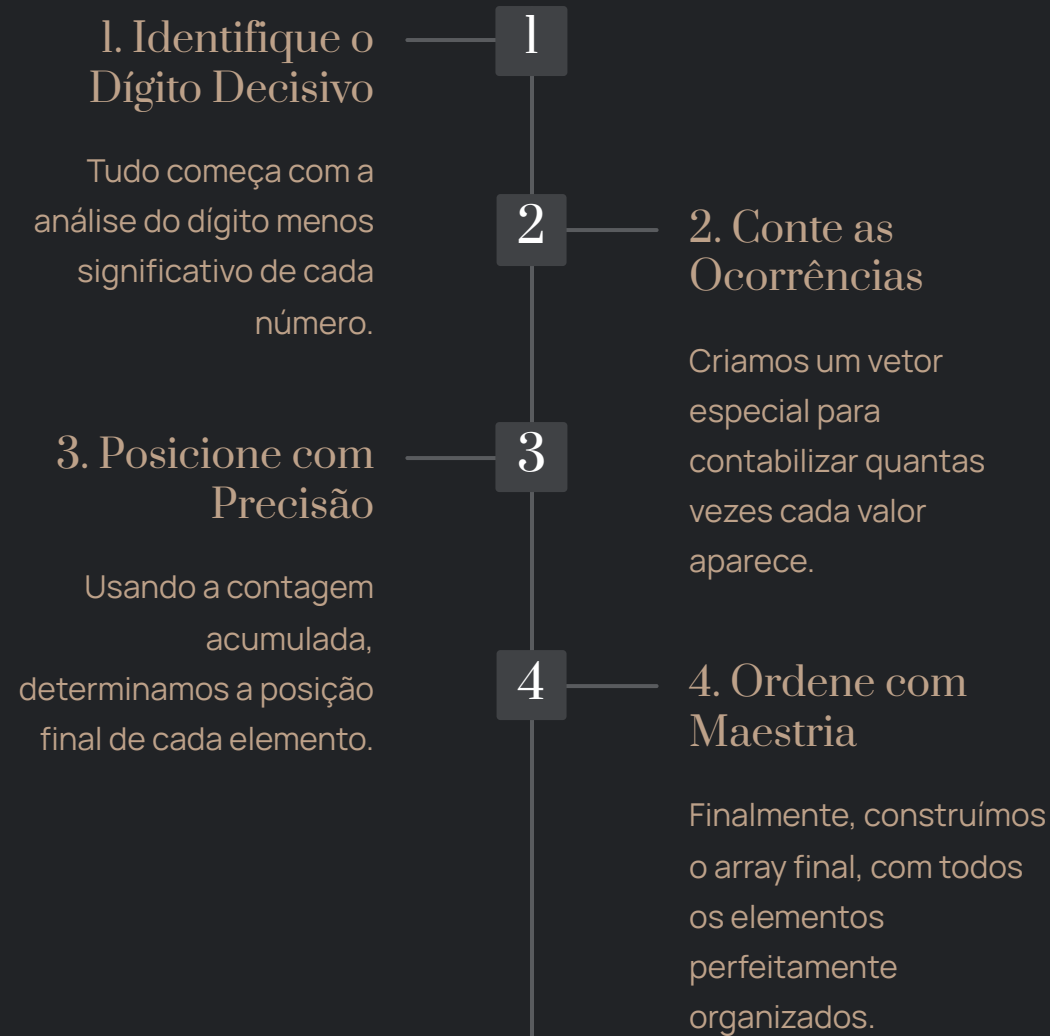 1
1. Identifique o
Dígito Decisivo
Tudo começa com a
análise do dígito menos
significativo de cada
número.
2
2. Conte as
Ocorrências
Criamos um vetor
especial para
contabilizar quantas
vezes cada valor
aparece.
3
3. Posicione com
Precisão
Usando a contagem
acumulada,
determinamos a posição
final de cada elemento.
4
4. Ordene com
Maestria
Finalmente, construímos
o array final, com todos
os elementos
perfeitamente
organizados.